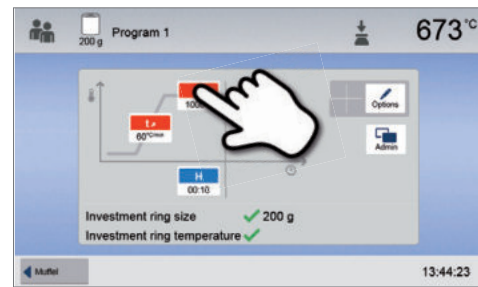 200 g
Program 1
673°C
100
t↗
60°C/min
H
00:10
Options
Admin
Investment ring size ✓ 200 g
Investment ring temperature ✓
Muffel
13:44:23